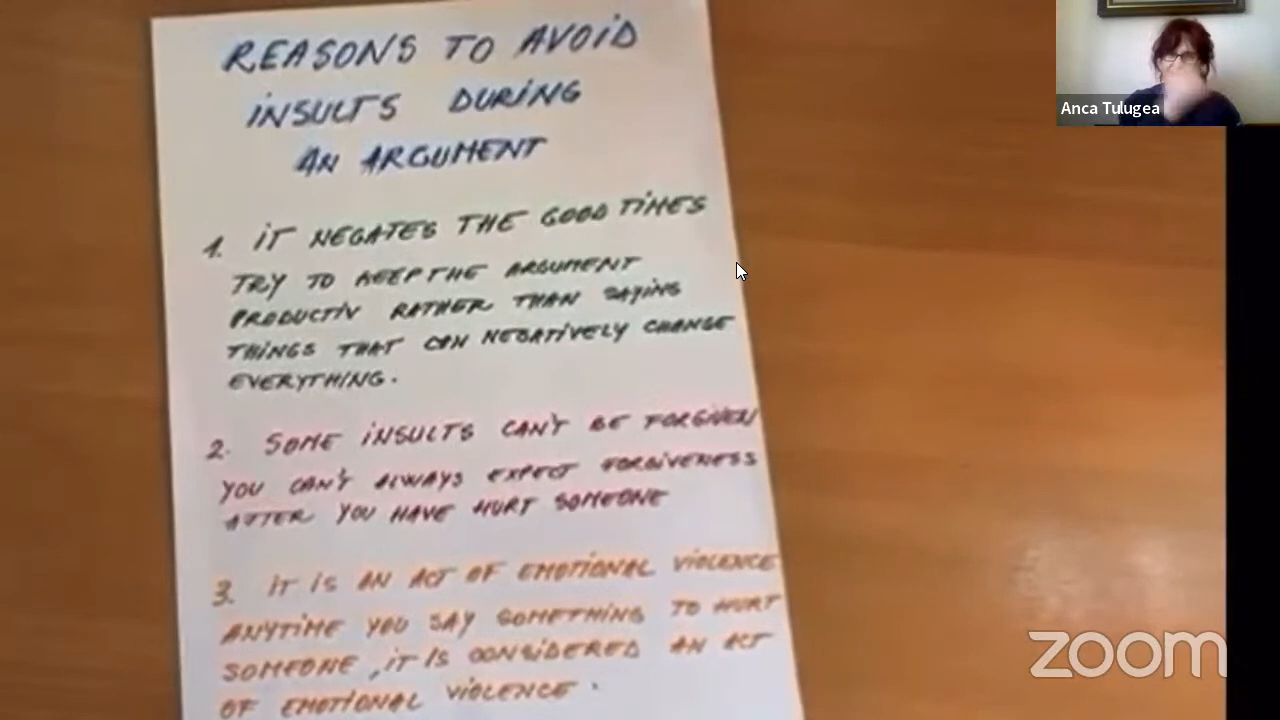 REASONS TO AVOID
INSULTS DURING
AN ARGUMENT
1. IT NEGATES THE GOOD TIMES
TRY TO KEEP THE ARGUMENT
PRODUCTIV RATHER THAN SAYING
THINGS THAT CAN NEGATIVELY CHANGE
EVERYTHING.
2. SOME INSULTS CAN'T BE FORGIVEN
YOU CAN'T ALWAYS EXPECT FORGIVENESS
AFTER YOU HAVE HURT SOMEONE
3. IT IS AN ACT OF EMOTIONAL VIOLENCE
ANYTIME YOU SAY SOMETHING TO HURT
SOMEONE, IT IS CONSIDERED AN ACT
OF EMOTIONAL VIOLENCE.
Anca Tulugea
zoom